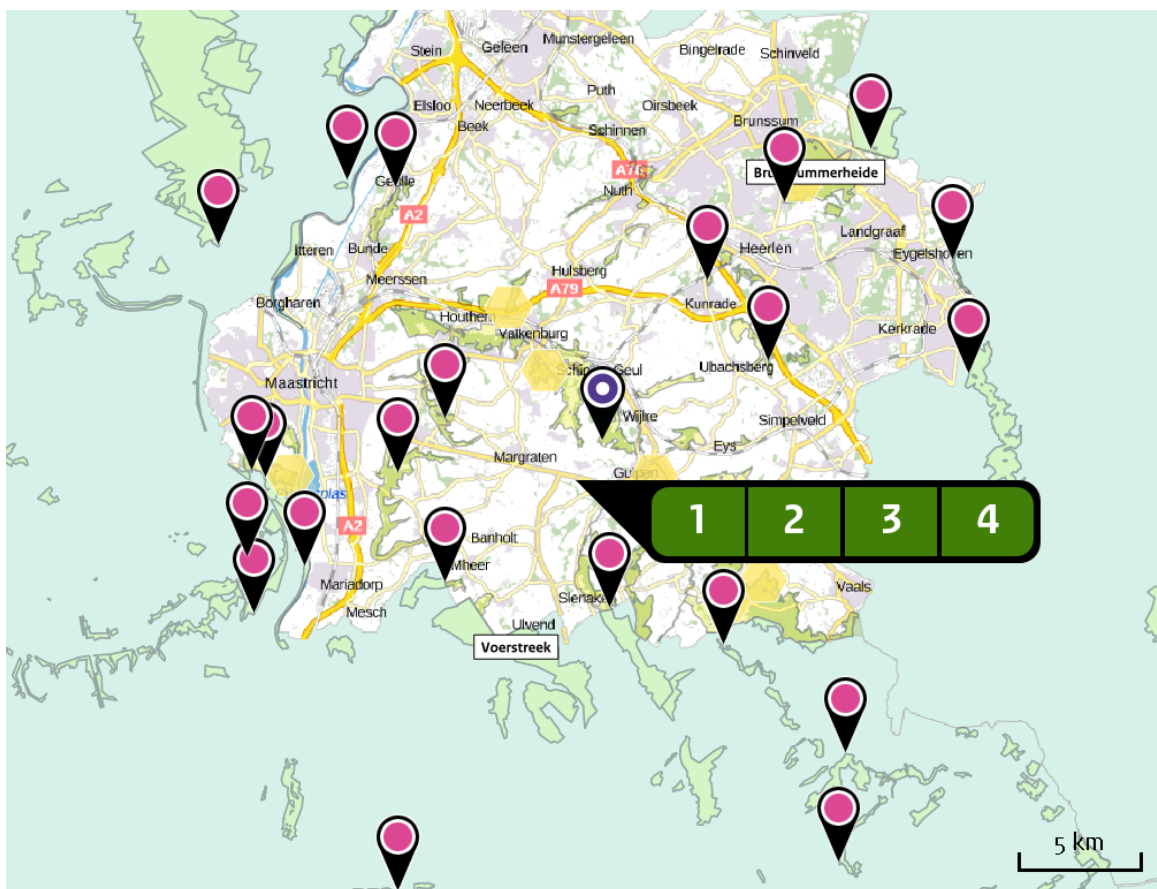 Munstergeleen
Stein
Geleen
Bingelrade
Schinveld
Puth
Elsloo
Neerbeek
Oirsbeek
Beek
Schinnen
Brunssum
Geulle
Nuth
A2
Landgraaf
Itteren
Bunde
Heerlen
Eygelshoven
Meerssen
Hulsberg
A79
Borgharen
Kunrade
Houthem
Valkenburg
Kerkrade
Ubachsberg
Maastricht
Wijlre
Simpelveld
Eys
Margraten
Gulpen
1 2 3 4
A2
Banholt
Mheer
Mariadorp
Vaals
Mesch
Slenaken
Ulvend
Voerstreek
5 km